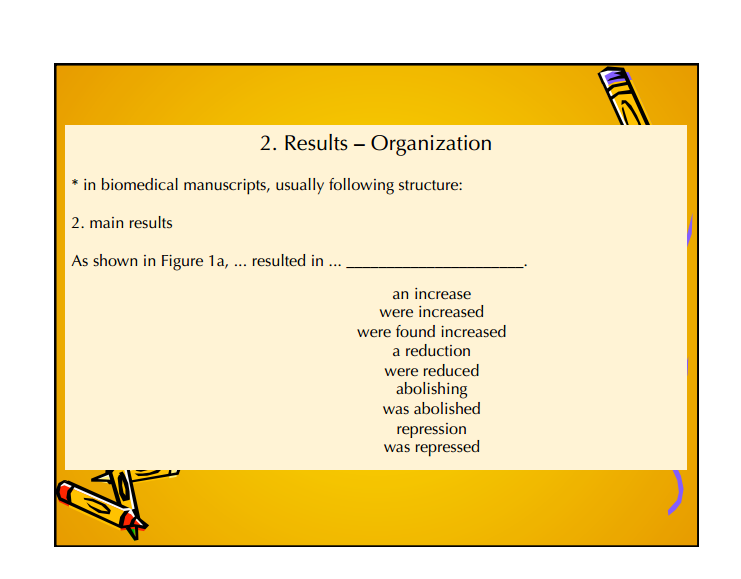 2. Results – Organization
* in biomedical manuscripts, usually following structure:
2. main results
As shown in Figure 1a, ... resulted in ... ______________________.
an increase
were increased
were found increased
a reduction
were reduced
abolishing
was abolished
repression
was repressed